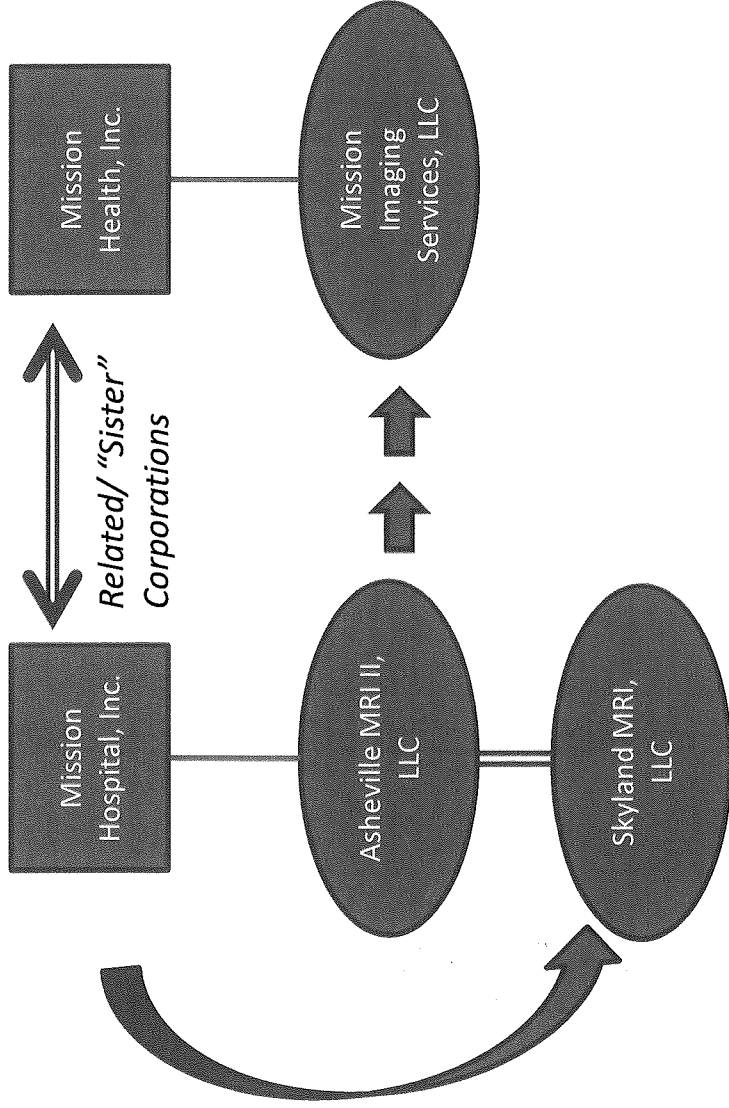 Mission
Hospital, Inc.
Related/ “Sister”
Corporations
Mission
Health, Inc.
Asheville MRI II,
LLC
Mission
Imaging
Services, LLC
Skyland MRI,
LLC